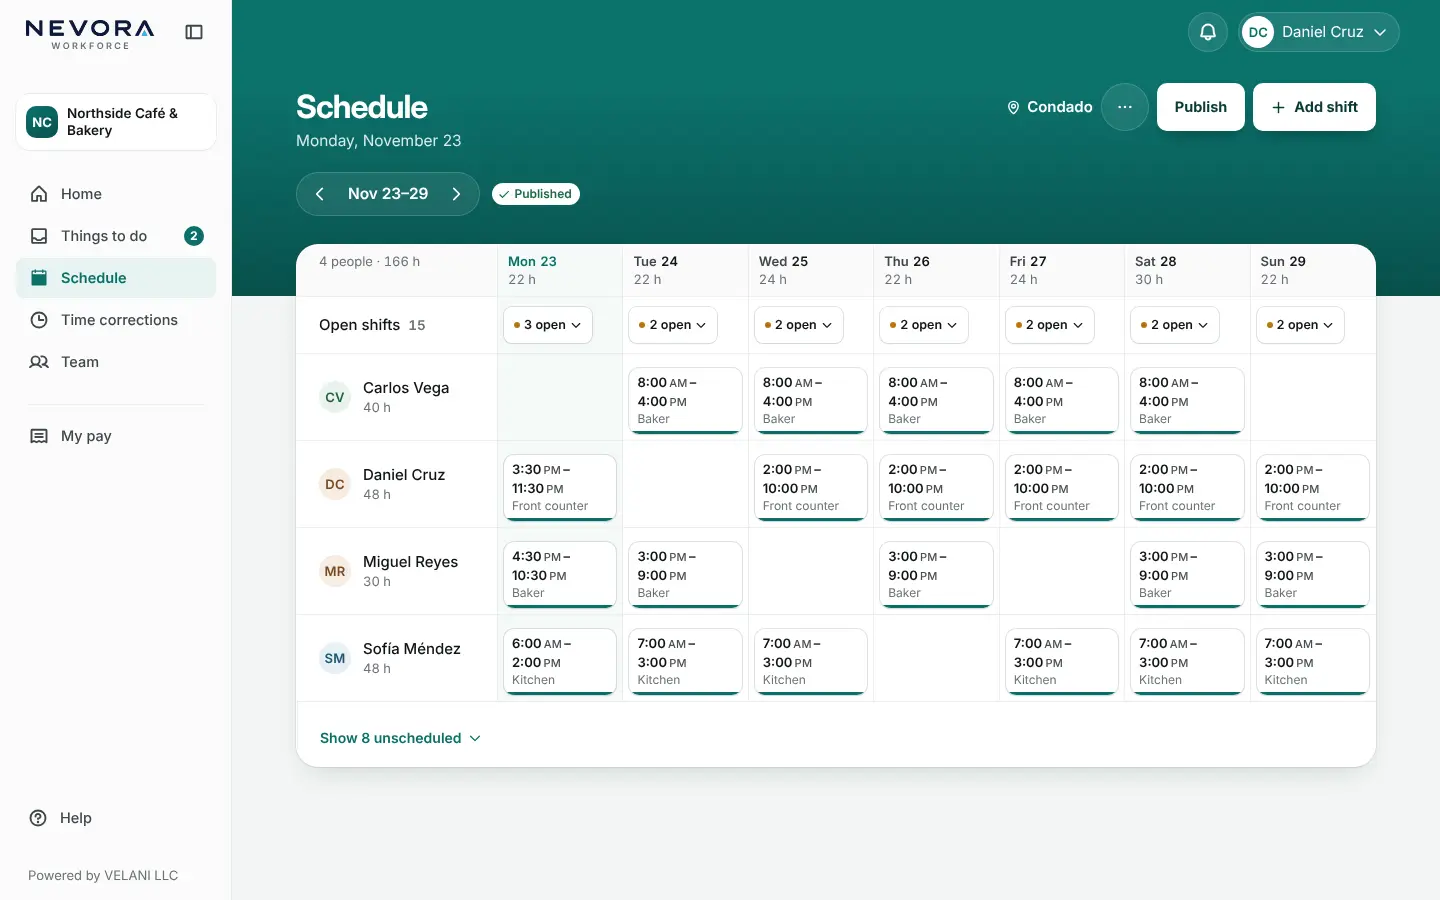 NEVORA
WORKFORCE
DC Daniel Cruz
NC Northside Café & Bakery
Home
Things to do 2
Schedule
Time corrections
Team
My pay
Help
Powered by VELANI LLC
Schedule
Monday, November 23
Condado ··· Publish + Add shift
Nov 23–29 Published
4 people · 166 h
Mon 23 Tue 24 Wed 25 Thu 26 Fri 27 Sat 28 Sun 29
22 h 22 h 24 h 22 h 24 h 30 h 22 h
Open shifts 15 3 open 2 open 2 open 2 open 2 open 2 open 2 open
CV Carlos Vega
40 h
8:00 AM – 8:00 AM – 8:00 AM – 8:00 AM – 8:00 AM –
4:00 PM 4:00 PM 4:00 PM 4:00 PM 4:00 PM
Baker Baker Baker Baker Baker
DC Daniel Cruz
48 h
3:30 PM – 2:00 PM – 2:00 PM – 2:00 PM – 2:00 PM – 2:00 PM –
11:30 PM 10:00 PM 10:00 PM 10:00 PM 10:00 PM 10:00 PM
Front counter Front counter Front counter Front counter Front counter Front counter
MR Miguel Reyes
30 h
4:30 PM – 3:00 PM – 3:00 PM – 3:00 PM – 3:00 PM –
10:30 PM 9:00 PM 9:00 PM 9:00 PM 9:00 PM
Baker Baker Baker Baker Baker
SM Sofía Méndez
48 h
6:00 AM – 7:00 AM – 7:00 AM – 7:00 AM – 7:00 AM – 7:00 AM –
2:00 PM 3:00 PM 3:00 PM 3:00 PM 3:00 PM 3:00 PM
Kitchen Kitchen Kitchen Kitchen Kitchen Kitchen
Show 8 unscheduled